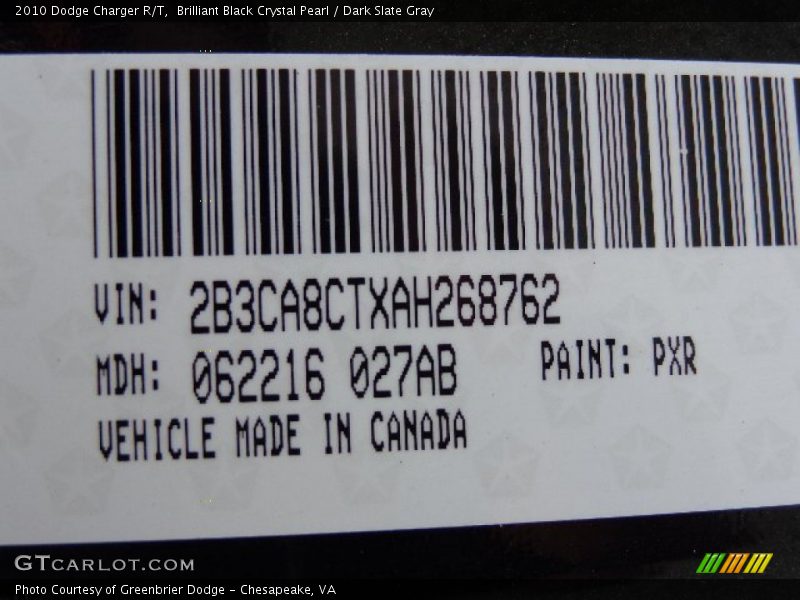 2010 Dodge Charger R/T,  Brilliant Black Crystal Pearl / Dark Slate Gray
VIN: 2B3CA8CTXAH268762
MDH: 062216 027AB PAINT: PXR
VEHICLE MADE IN CANADA
GTCARLOT.COM
Photo Courtesy of Greenbrier Dodge – Chesapeake, VA